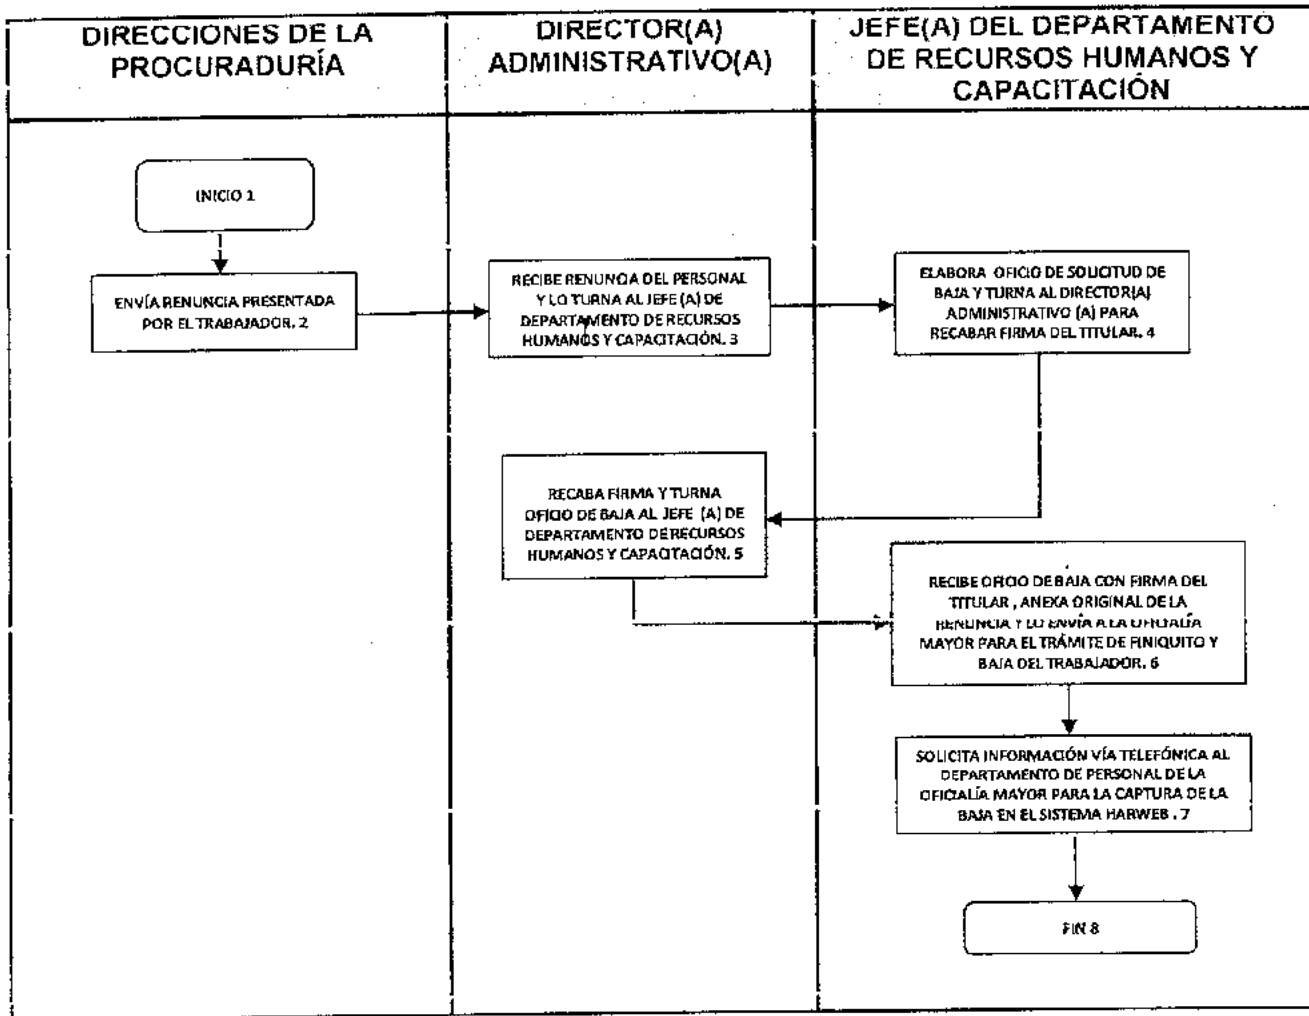 DIRECCIONES DE LA
PROCURADURÍA
DIRECTOR(A)
ADMINISTRATIVO(A)
JEFE(A) DEL DEPARTAMENTO
DE RECURSOS HUMANOS Y
CAPACITACIÓN
INICIO 1
ENVÍA RENUNCIA PRESENTADA
POR EL TRABAJADOR. 2
RECIBE RENUNCIA DEL PERSONAL
Y LO TURNA AL JEFE (A) DE
DEPARTAMENTO DE RECURSOS
HUMANOS Y CAPACITACIÓN. 3
ELABORA OFICIO DE SOLICITUD DE
BAJA Y TURNA AL DIRECTOR(A)
ADMINISTRATIVO (A) PARA
RECABAR FIRMA DEL TITULAR. 4
RECABA FIRMA Y TURNA
OFICIO DE BAJA AL JEFE (A) DE
DEPARTAMENTO DE RECURSOS
HUMANOS Y CAPACITACIÓN. 5
RECIBE OFICIO DE BAJA CON FIRMA DEL
TITULAR , ANEXA ORIGINAL DE LA
RENUNCIA Y LO ENVÍA A LA OFICIALÍA
MAYOR PARA EL TRÁMITE DE FINIQUITO Y
BAJA DEL TRABAJADOR. 6
SOLICITA INFORMACIÓN VÍA TELEFÓNICA AL
DEPARTAMENTO DE PERSONAL DE LA
OFICIALÍA MAYOR PARA LA CAPTURA DE LA
BAJA EN EL SISTEMA HARWEB . 7
FIN 8